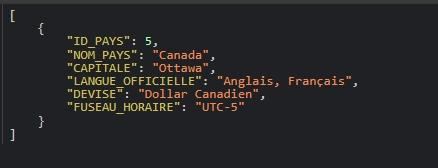 [
{
"ID_PAYS": 5,
"NOM_PAYS": "Canada",
"CAPITALE": "Ottawa",
"LANGUE_OFFICIELLE": "Anglais, Français",
"DEVISE": "Dollar Canadien",
"FUSEAU_HORAIRE": "UTC-5"
}
]